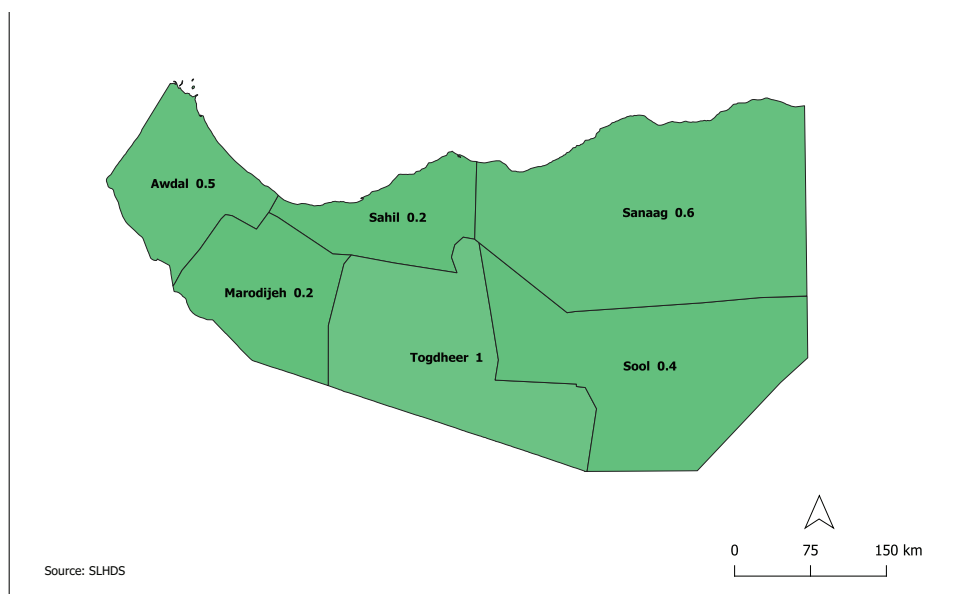 Awdal 0.5
Sahil 0.2
Sanaag 0.6
Marodijeh 0.2
Togdheer 1
Sool 0.4
0 75 150 km
Source: SLHDS